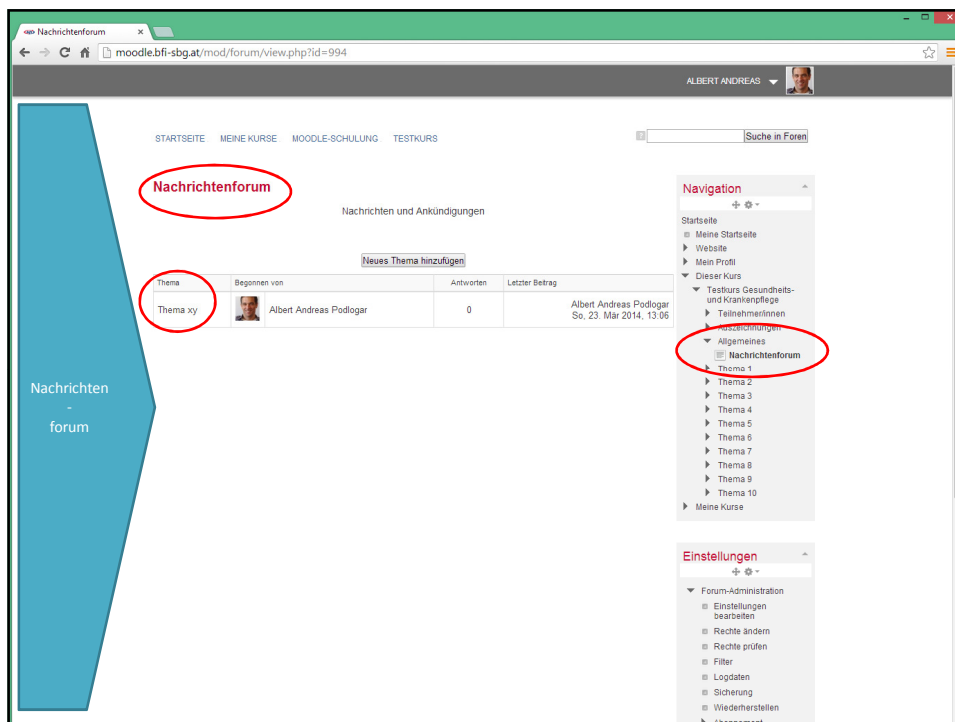 Nachrichtenforum
moodle.bfi-sbg.at/mod/forum/view.php?id=994
ALBERT ANDREAS
STARTSEITE MEINE KURSE MOODLE-SCHULUNG TESTKURS
Suche in Foren
Nachrichtenforum
Nachrichten und Ankündigungen
Neues Thema hinzufügen
Thema Begonnen von Antworten Letzter Beitrag
Thema xy Albert Andreas Podlogar 0 Albert Andreas Podlogar
So, 23. Mär 2014, 13:06
Nachrichten
-
forum
Navigation
Startseite
Meine Startseite
Website
Mein Profil
Dieser Kurs
Testkurs Gesundheits-
und Krankenpflege
Teilnehmer/innen
Auszeichnungen
Allgemeines
Nachrichtenforum
Thema 1
Thema 2
Thema 3
Thema 4
Thema 5
Thema 6
Thema 7
Thema 8
Thema 9
Thema 10
Meine Kurse
Einstellungen
Forum-Administration
Einstellungen
bearbeiten
Rechte ändern
Rechte prüfen
Filter
Logdaten
Sicherung
Wiederherstellen
Abonnement